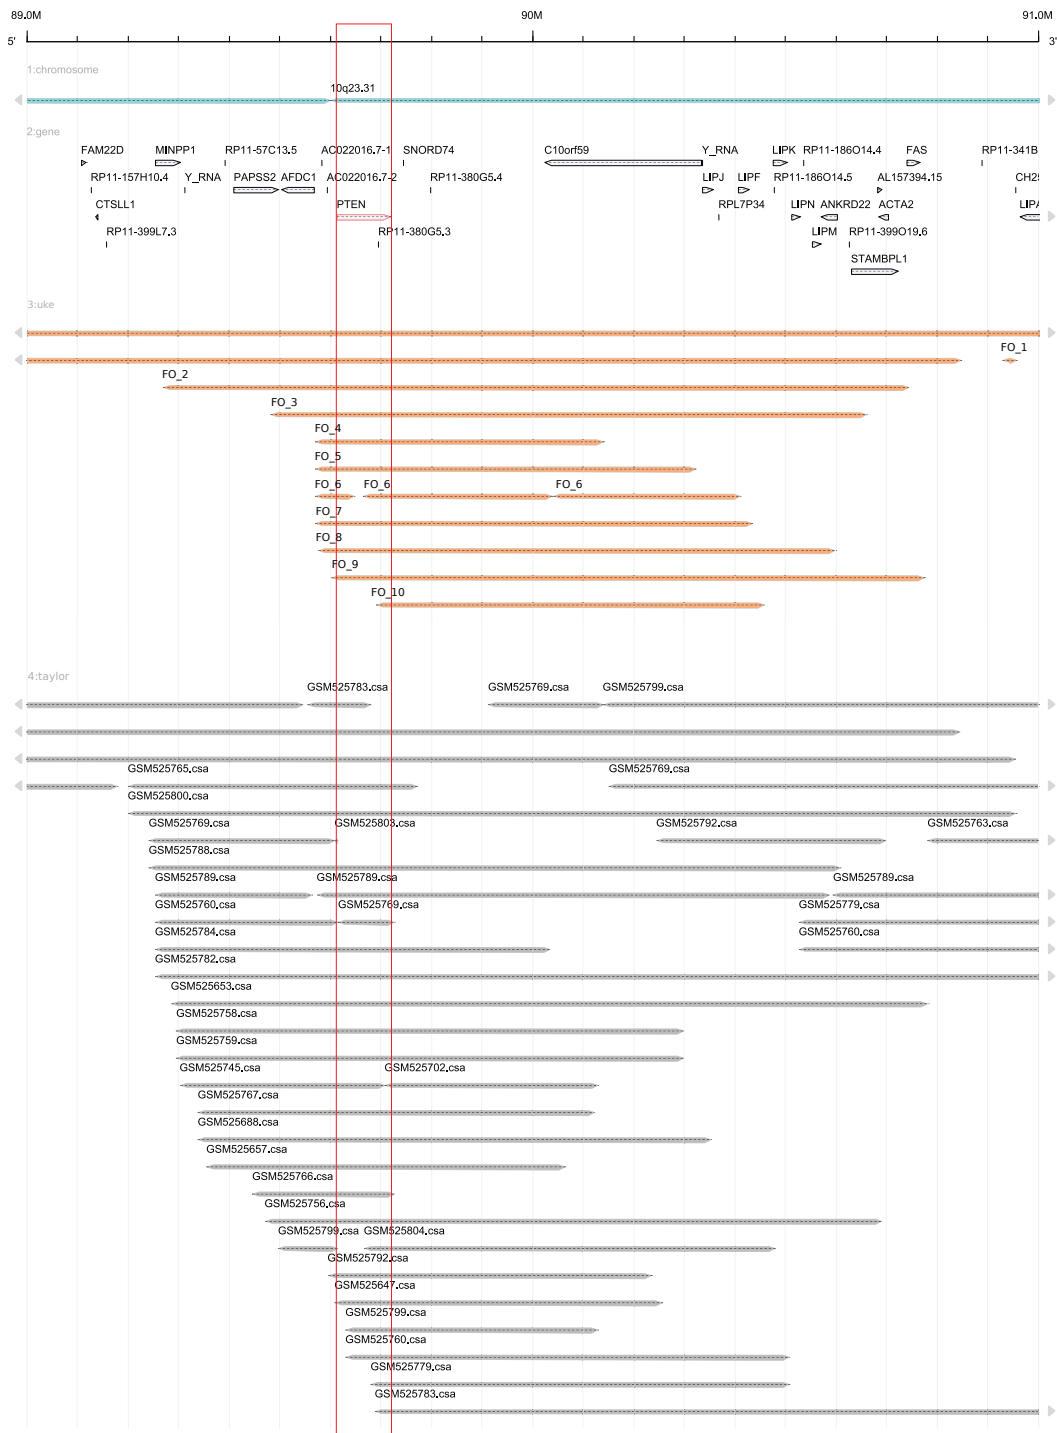 89.0M 90M 91.0M
5' 3'
1:chromosome
10q23.31
2:gene
FAM22D MINPP1 RP11-57C13.5 AC022016.7-1 SNORD74 C10orf59 Y_RNA LIPK RP11-186O14.4 FAS RP11-341B
RP11-157H10.4 Y_RNA PAPSS2 AFDC1 AC022016.7-2 RP11-380G5.4 LIPJ LIPF RP11-186O14.5 AL157394.15 CH25
CTSLL1 PTEN RPL7P34 LIPN ANKRD22 ACTA2 LIPA
RP11-399L7.3 RP11-380G5.3 LIPM RP11-399O19.6
STAMBPL1
3:uke
FO_1
FO_2
FO_3
FO_4
FO_5
FO_6 FO_6 FO_6
FO_7
FO_8
FO_9
FO_10
4:taylor
GSM525783.csa GSM525769.csa GSM525799.csa
GSM525765.csa GSM525769.csa
GSM525800.csa
GSM525769.csa GSM525803.csa GSM525792.csa GSM525763.csa
GSM525788.csa
GSM525789.csa GSM525789.csa GSM525789.csa
GSM525760.csa GSM525769.csa GSM525779.csa
GSM525784.csa GSM525760.csa
GSM525782.csa
GSM525653.csa
GSM525758.csa
GSM525759.csa
GSM525745.csa GSM525702.csa
GSM525767.csa
GSM525688.csa
GSM525657.csa
GSM525766.csa
GSM525756.csa
GSM525799.csa GSM525804.csa
GSM525792.csa
GSM525647.csa
GSM525799.csa
GSM525760.csa
GSM525779.csa
GSM525783.csa